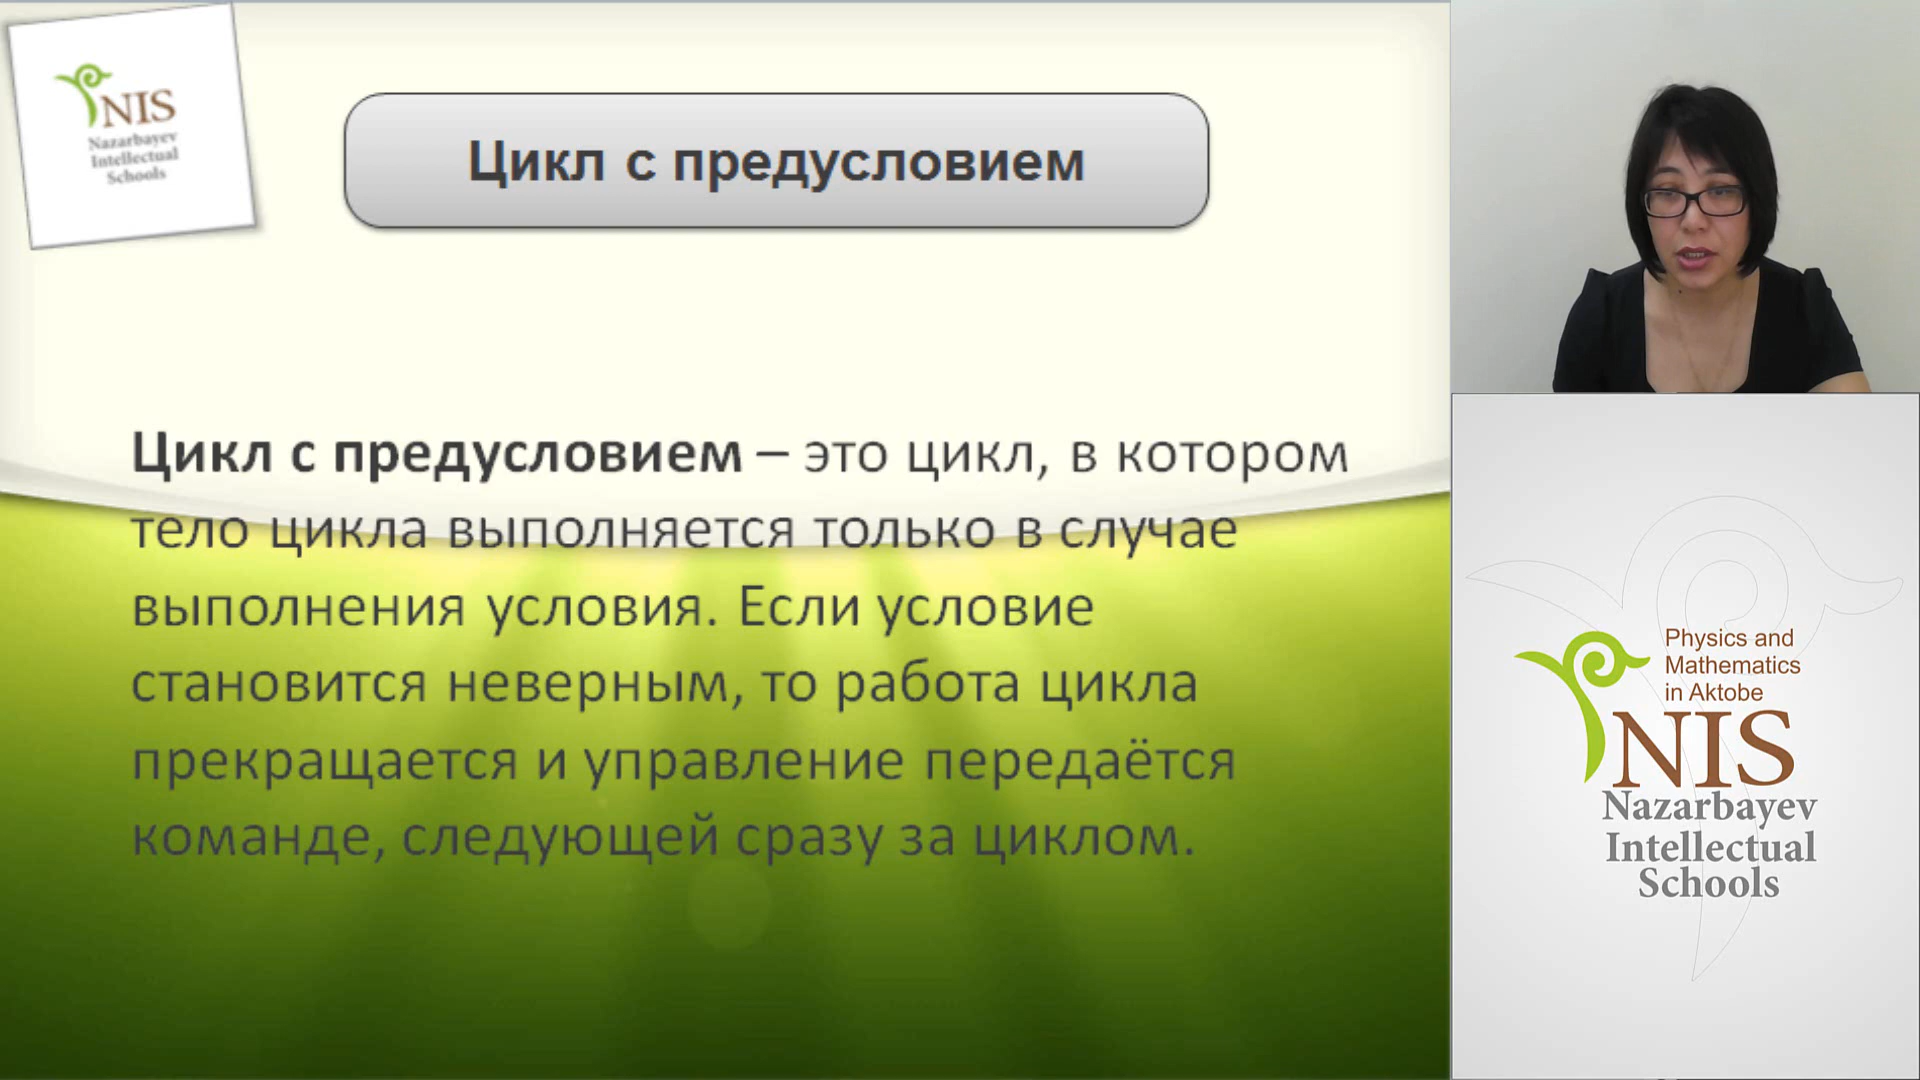 NIS
Nazarbayev
Intellectual
Schools
Цикл с предусловием
Цикл с предусловием – это цикл, в котором
тело цикла выполняется только в случае
выполнения условия. Если условие
становится неверным, то работа цикла
прекращается и управление передаётся
команде, следующей сразу за циклом.
Physics and
Mathematics
in Aktobe
NIS
Nazarbayev
Intellectual
Schools